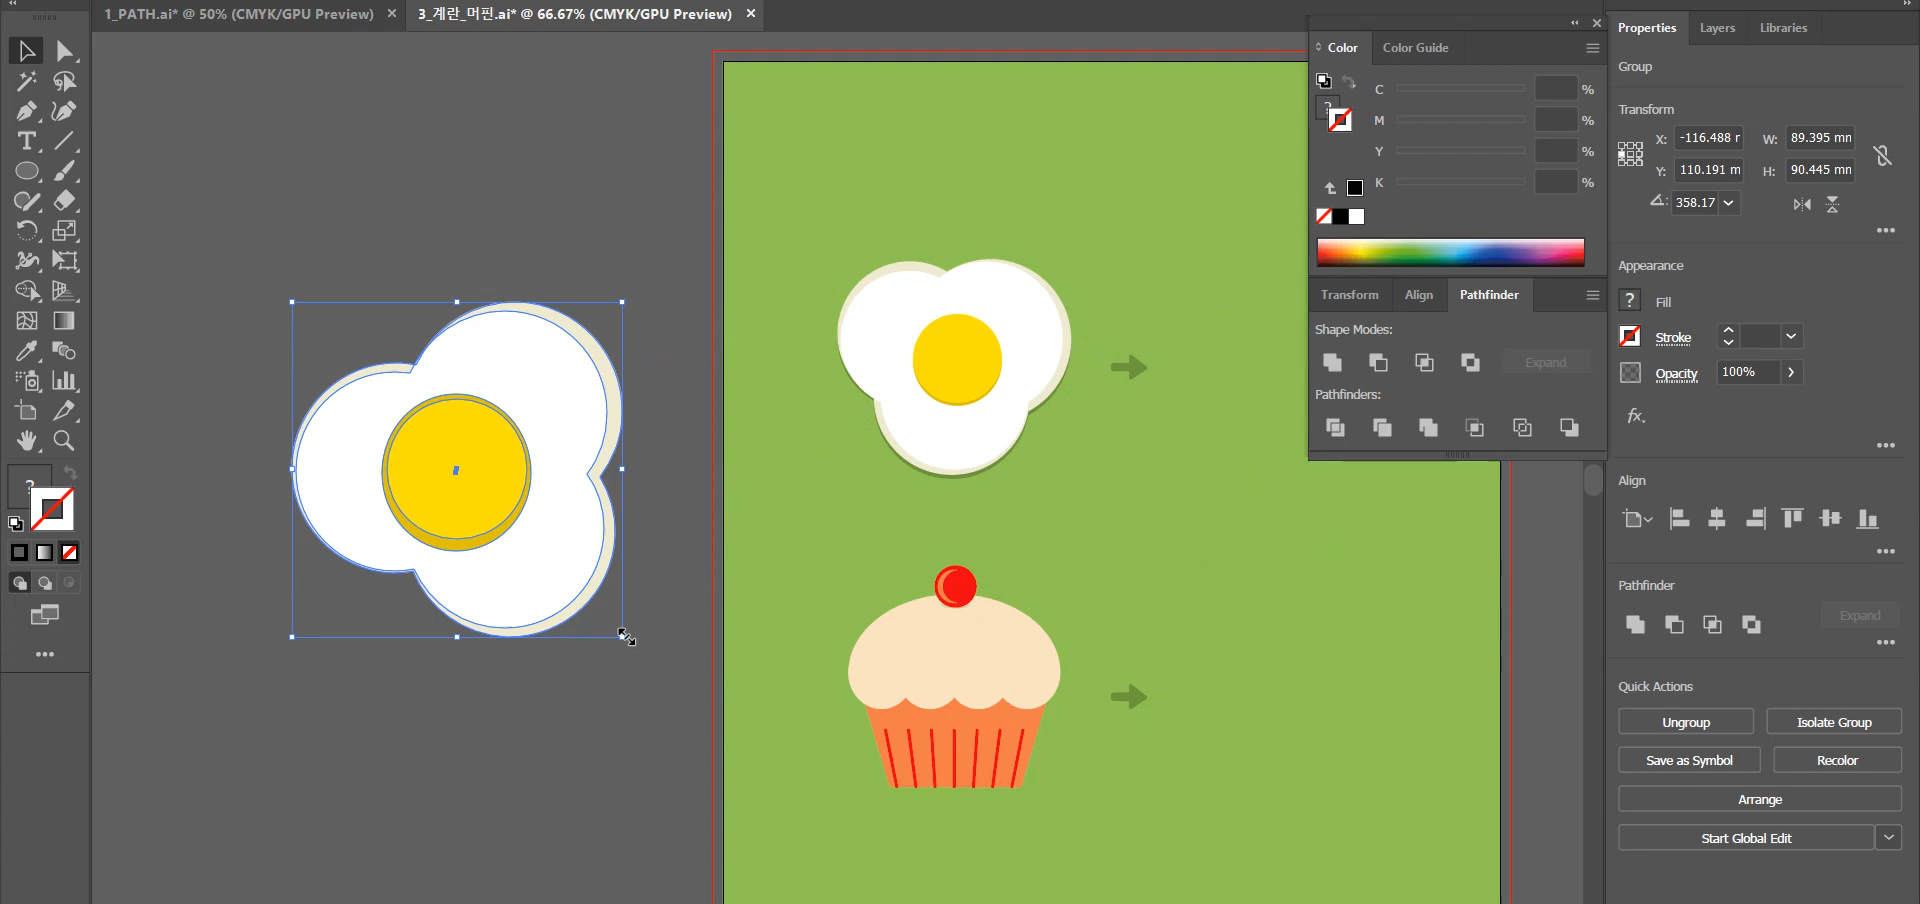 1_PATH.ai* @ 50% (CMYK/GPU Preview) ×
3_계란_머핀.ai* @ 66.67% (CMYK/GPU Preview) ×
Color
Color Guide
C %
M %
Y %
K %
?
Transform
Align
Pathfinder
Shape Modes:
Expand
Pathfinders:
Properties
Layers
Libraries
Group
Transform
X: -116.488 r
W: 89.395 mn
Y: 110.191 m
H: 90.445 mn
358.17
Appearance
? Fill
Stroke
Opacity 100%
fx.
Align
Pathfinder
Expand
Quick Actions
Ungroup
Isolate Group
Save as Symbol
Recolor
Arrange
Start Global Edit
T
?